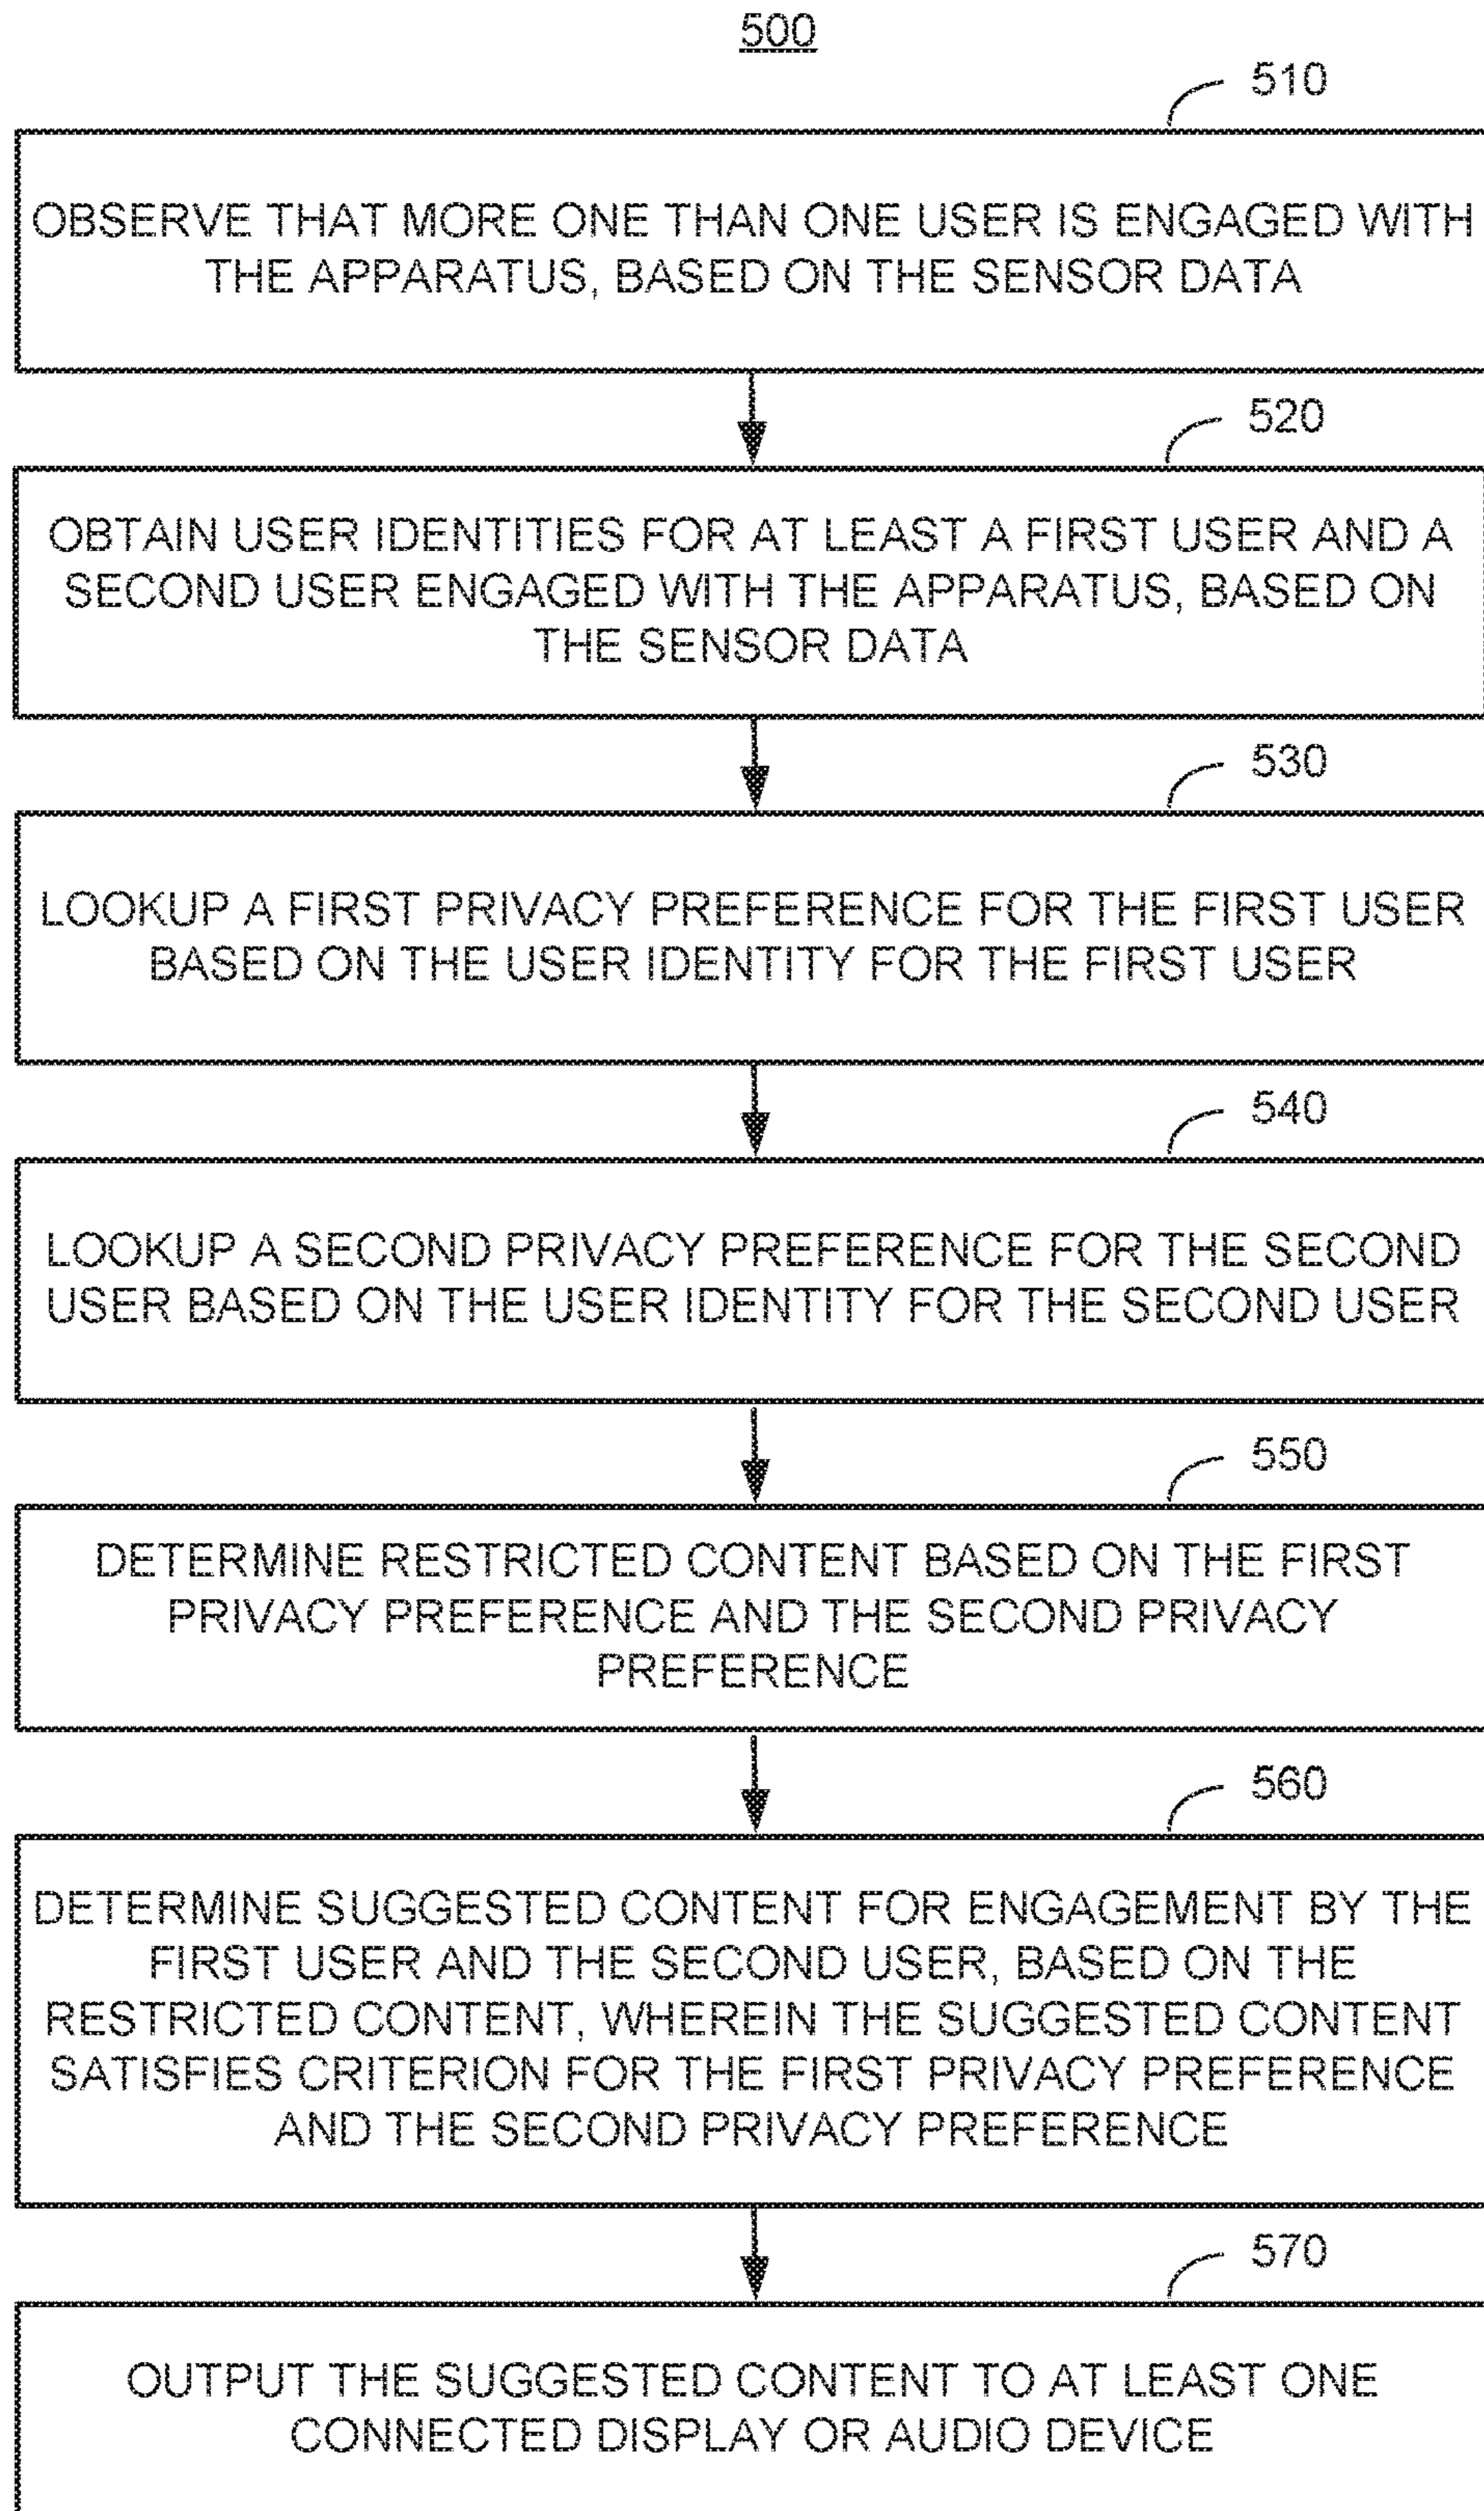 500
510
OBSERVE THAT MORE ONE THAN ONE USER IS ENGAGED WITH
THE APPARATUS, BASED ON THE SENSOR DATA
520
OBTAIN USER IDENTITIES FOR AT LEAST A FIRST USER AND A
SECOND USER ENGAGED WITH THE APPARATUS, BASED ON
THE SENSOR DATA
530
LOOKUP A FIRST PRIVACY PREFERENCE FOR THE FIRST USER
BASED ON THE USER IDENTITY FOR THE FIRST USER
540
LOOKUP A SECOND PRIVACY PREFERENCE FOR THE SECOND
USER BASED ON THE USER IDENTITY FOR THE SECOND USER
550
DETERMINE RESTRICTED CONTENT BASED ON THE FIRST
PRIVACY PREFERENCE AND THE SECOND PRIVACY
PREFERENCE
560
DETERMINE SUGGESTED CONTENT FOR ENGAGEMENT BY THE
FIRST USER AND THE SECOND USER, BASED ON THE
RESTRICTED CONTENT, WHEREIN THE SUGGESTED CONTENT
SATISFIES CRITERION FOR THE FIRST PRIVACY PREFERENCE
AND THE SECOND PRIVACY PREFERENCE
570
OUTPUT THE SUGGESTED CONTENT TO AT LEAST ONE
CONNECTED DISPLAY OR AUDIO DEVICE